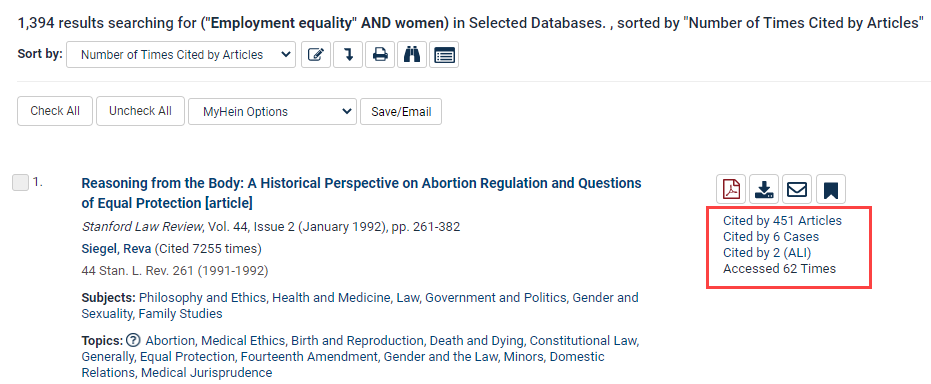 1,394 results searching for ("Employment equality" AND women) in Selected Databases. , sorted by "Number of Times Cited by Articles"
Sort by: Number of Times Cited by Articles
Check All Uncheck All MyHein Options Save/Email
1. Reasoning from the Body: A Historical Perspective on Abortion Regulation and Questions
of Equal Protection [article]
Stanford Law Review, Vol. 44, Issue 2 (January 1992), pp. 261-382
Siegel, Reva (Cited 7255 times)
44 Stan. L. Rev. 261 (1991-1992)
Subjects: Philosophy and Ethics, Health and Medicine, Law, Government and Politics, Gender and
Sexuality, Family Studies
Topics: ? Abortion, Medical Ethics, Birth and Reproduction, Death and Dying, Constitutional Law,
Generally, Equal Protection, Fourteenth Amendment, Gender and the Law, Minors, Domestic
Relations, Medical Jurisprudence
Cited by 451 Articles
Cited by 6 Cases
Cited by 2 (ALI)
Accessed 62 Times